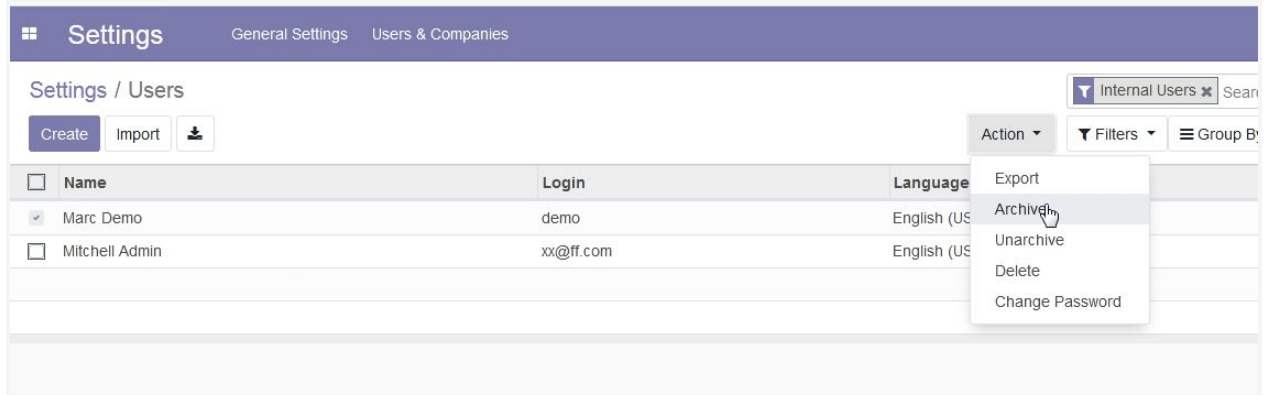 Settings General Settings Users & Companies
Settings / Users
Internal Users
Create Import Action Filters Group By
Name Login Language
Export
Marc Demo demo English (US
Archive
Mitchell Admin xx@ff.com English (US
Unarchive
Delete
Change Password